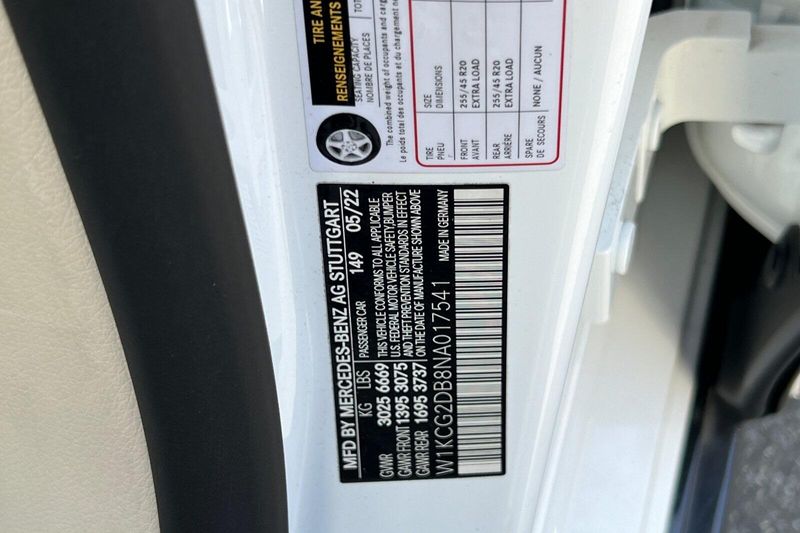 TIRE AN
RENSEIGNEMENTS
SEATING CAPACITY
NOMBRE DE PLACES
TOT
The combined weight of occupants and carg
Le poids total des occupants et du chargement ne
TIRE SIZE
PNEU DIMENSIONS
FRONT 255/45 R20
AVANT EXTRA LOAD
REAR 255/45 R20
ARRIÈRE EXTRA LOAD
SPARE NONE / AUCUN
DE SECOURS
MFD BY MERCEDES-BENZ AG STUTTGART
KG LBS PASSENGER CAR 149 05/22
GVWR 3025 6669 THIS VEHICLE CONFORMS TO ALL APPLICABLE
GAWR FRONT 1395 3075 U.S. FEDERAL MOTOR VEHICLE SAFETY, BUMPER
GAWR REAR 1695 3737 AND THEFT PREVENTION STANDARDS IN EFFECT
ON THE DATE OF MANUFACTURE SHOWN ABOVE
W1KCG2DB8NA017541 MADE IN GERMANY